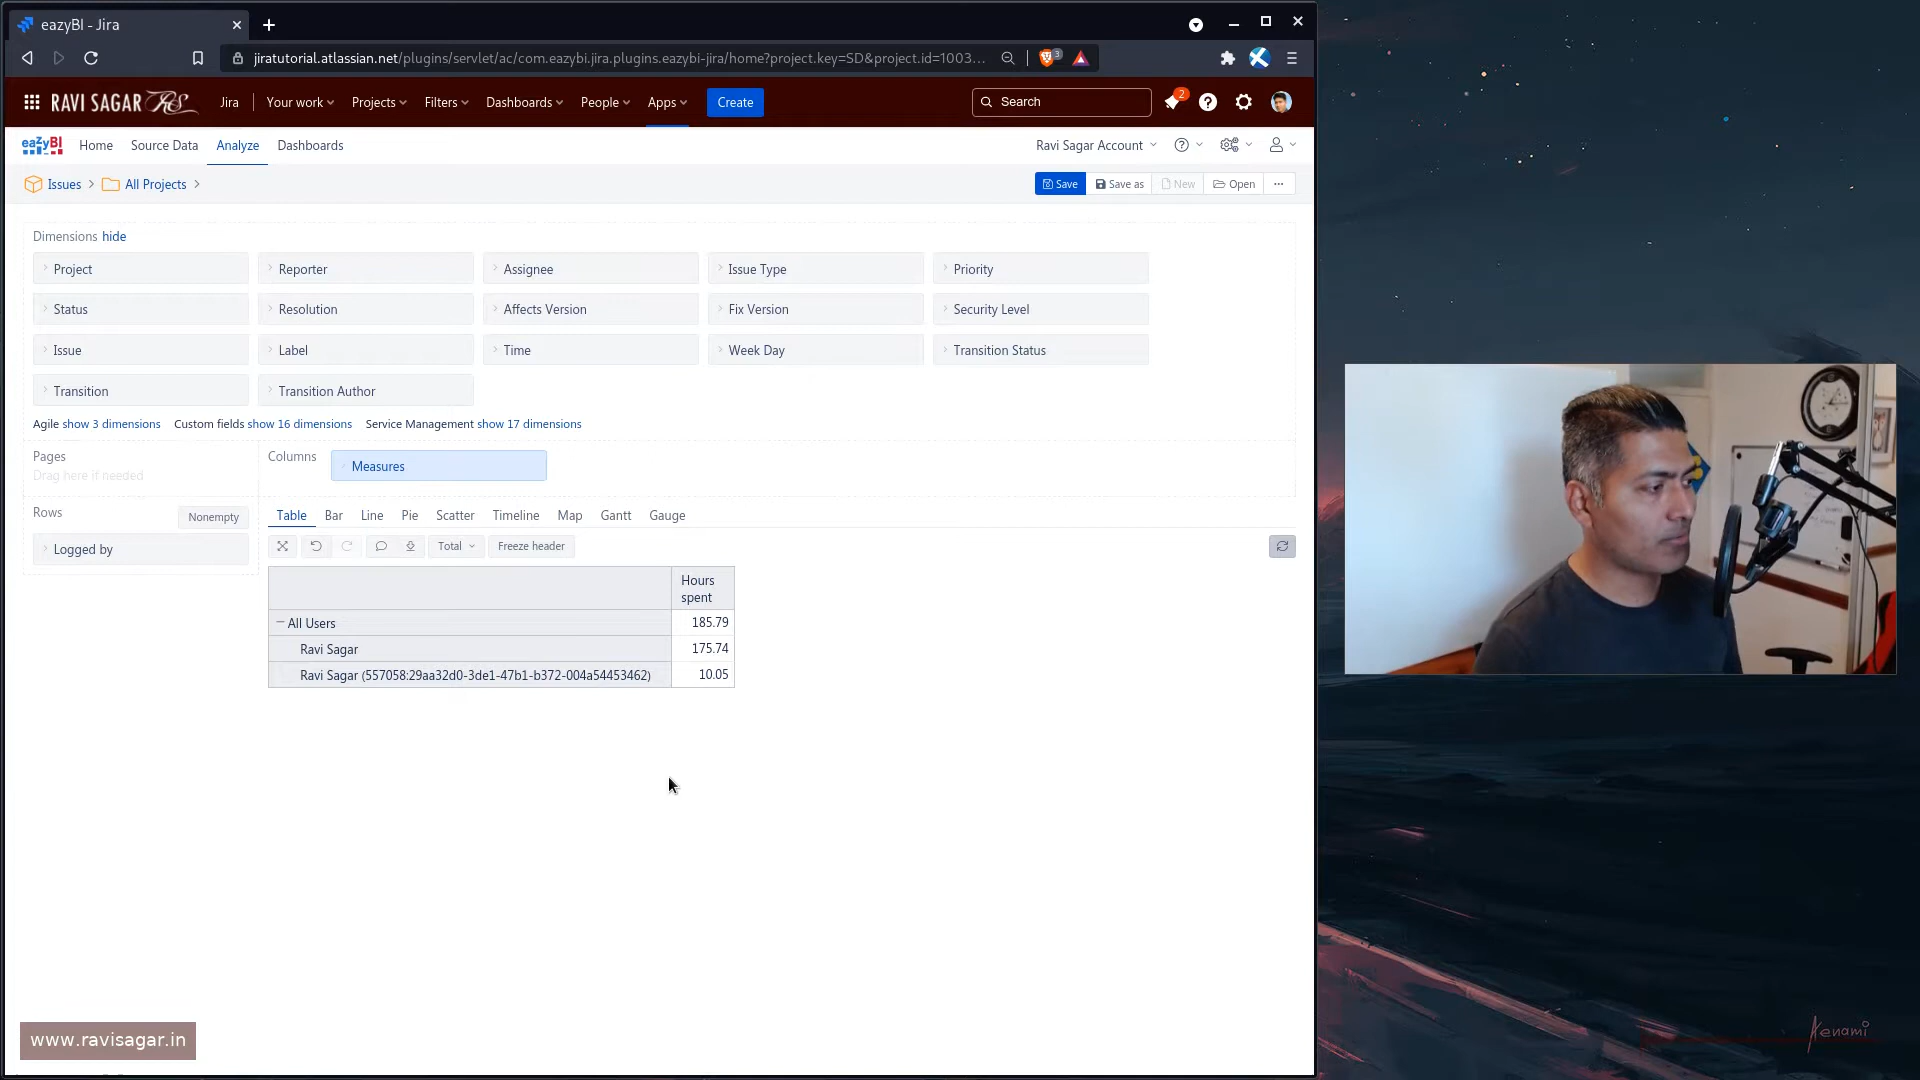 eazyBI - Jira
jiratutorial.atlassian.net/plugins/servlet/ac/com.eazybi.jira.plugins.eazybi-jira/home?project.key=SD&project.id=1003...
3
RAVI SAGAR RS
Jira
Your work
Projects
Filters
Dashboards
People
Apps
Create
Search
2
eazyBI
Home
Source Data
Analyze
Dashboards
Ravi Sagar Account
Issues
All Projects
Save
Save as
New
Open
Dimensions hide
Project
Reporter
Assignee
Issue Type
Priority
Status
Resolution
Affects Version
Fix Version
Security Level
Issue
Label
Time
Week Day
Transition Status
Transition
Transition Author
Agile show 3 dimensions
Custom fields show 16 dimensions
Service Management show 17 dimensions
Pages
Drag here if needed
Columns
Measures
Rows
Nonempty
Logged by
Table
Bar
Line
Pie
Scatter
Timeline
Map
Gantt
Gauge
Total
Freeze header
Hours
spent
All Users
185.79
Ravi Sagar
175.74
Ravi Sagar (557058:29aa32d0-3de1-47b1-b372-004a54453462)
10.05
www.ravisagar.in
Kenami